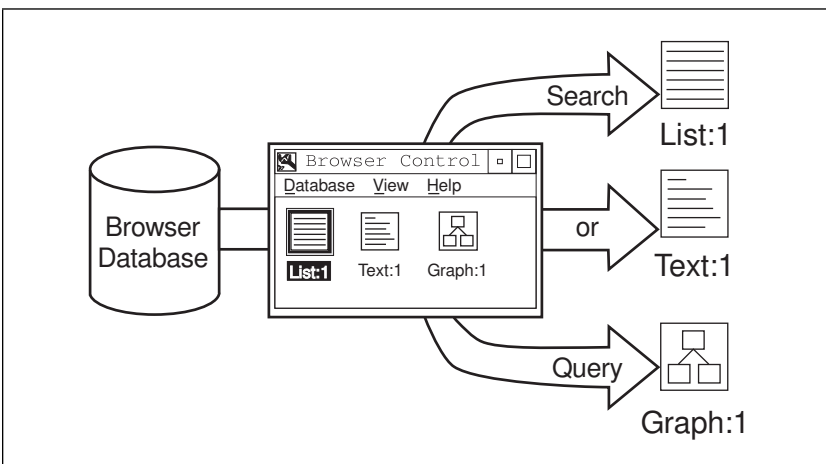 Search
List:1
Browser Control
Database View Help
Browser
Database
or
List:1 Text:1 Graph:1
Text:1
Query
Graph:1